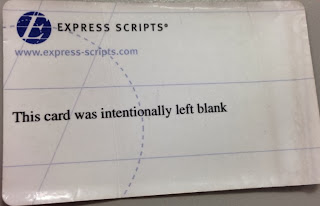 EXPRESS SCRIPTS®
www.express-scripts.com
This card was intentionally left blank